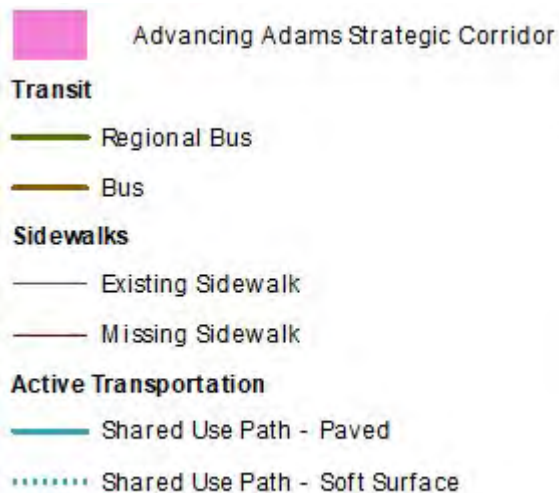 Advancing Adams Strategic Corridor
Transit
Regional Bus
Bus
Sidewalks
Existing Sidewalk
Missing Sidewalk
Active Transportation
Shared Use Path - Paved
Shared Use Path - Soft Surface